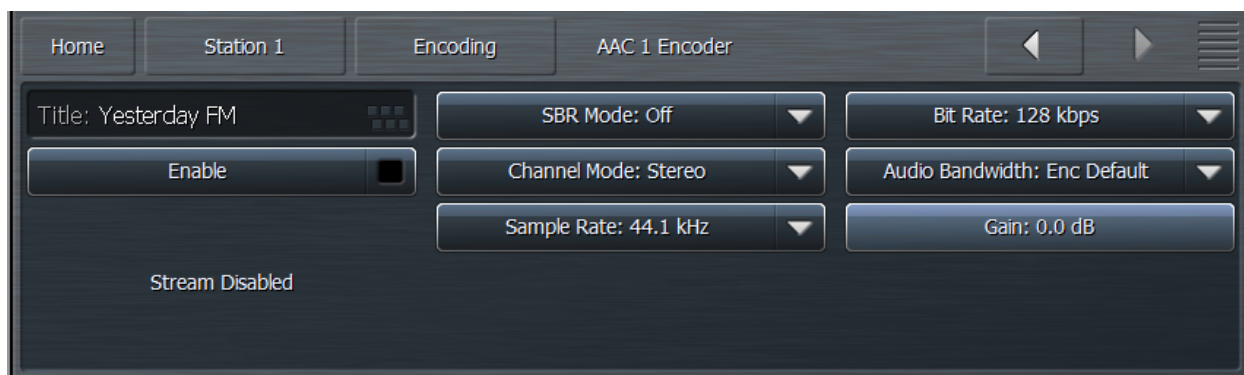 Home Station 1 Encoding AAC 1 Encoder
Title: Yesterday FM SBR Mode: Off Bit Rate: 128 kbps
Enable Channel Mode: Stereo Audio Bandwidth: Enc Default
Sample Rate: 44.1 kHz Gain: 0.0 dB
Stream Disabled